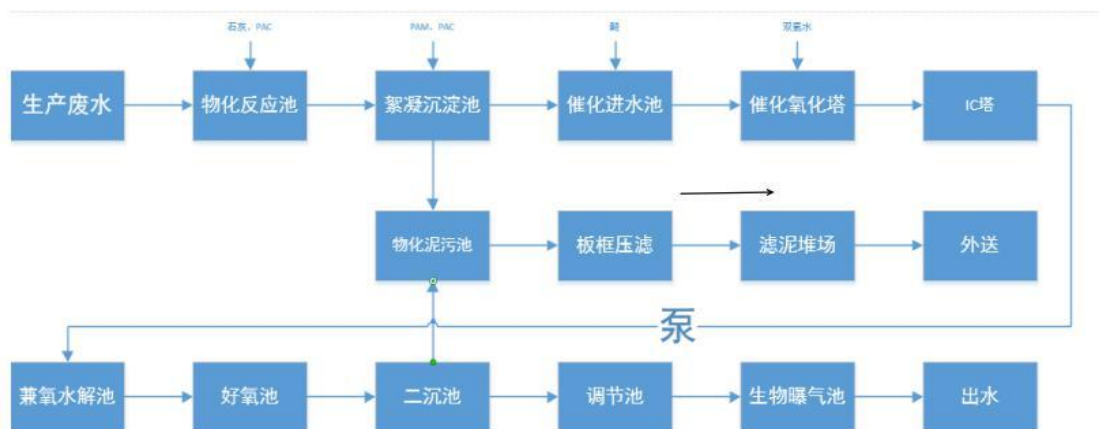 石灰、PAC
PAM、PAC
酸
双氧水
生产废水
物化反应池
絮凝沉淀池
催化进水池
催化氧化塔
IC塔
物化泥污池
板框压滤
滤泥堆场
外送
泵
兼氧水解池
好氧池
二沉池
调节池
生物曝气池
出水